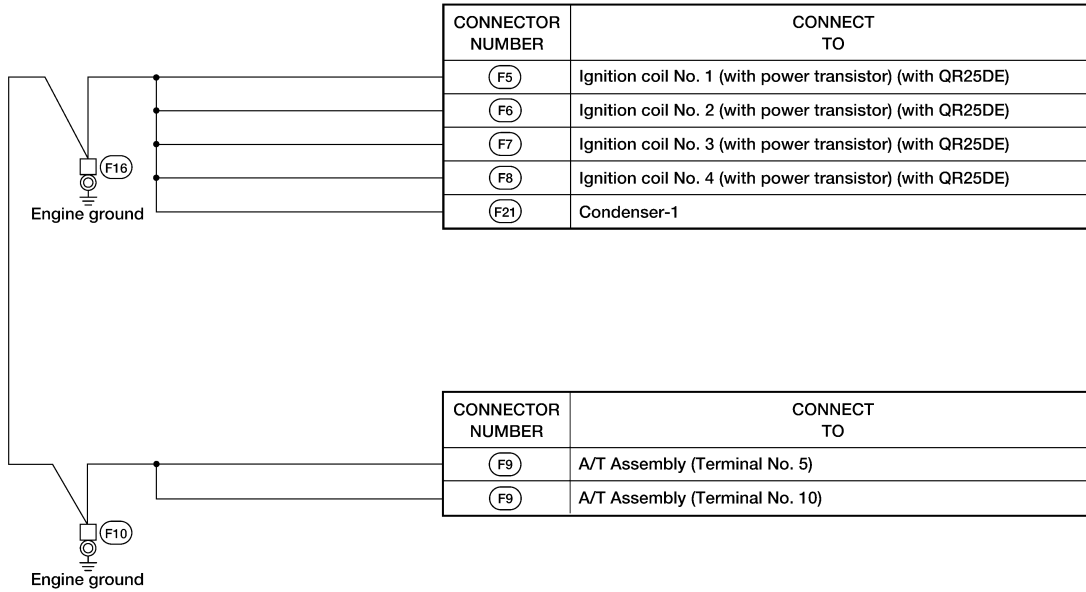 CONNECTOR NUMBER CONNECT TO
F5 Ignition coil No. 1 (with power transistor) (with QR25DE)
F6 Ignition coil No. 2 (with power transistor) (with QR25DE)
F7 Ignition coil No. 3 (with power transistor) (with QR25DE)
F8 Ignition coil No. 4 (with power transistor) (with QR25DE)
F21 Condenser-1
F16
Engine ground
CONNECTOR NUMBER CONNECT TO
F9 A/T Assembly (Terminal No. 5)
F9 A/T Assembly (Terminal No. 10)
F10
Engine ground